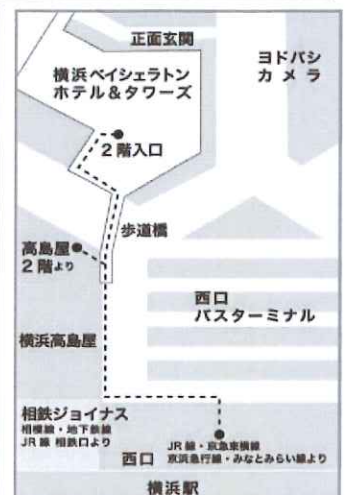 正面玄関
ヨドバシ
カメラ
横浜ベイシェラトン
ホテル&タワーズ
2階入口
歩道橋
高島屋
2階より
西口
バスターミナル
横浜高島屋
相鉄ジョイナス
相模線・地下鉄線
JR線 相鉄口より
西口
JR線・京急東横線
京浜急行線・みなとみらい線より
横浜駅